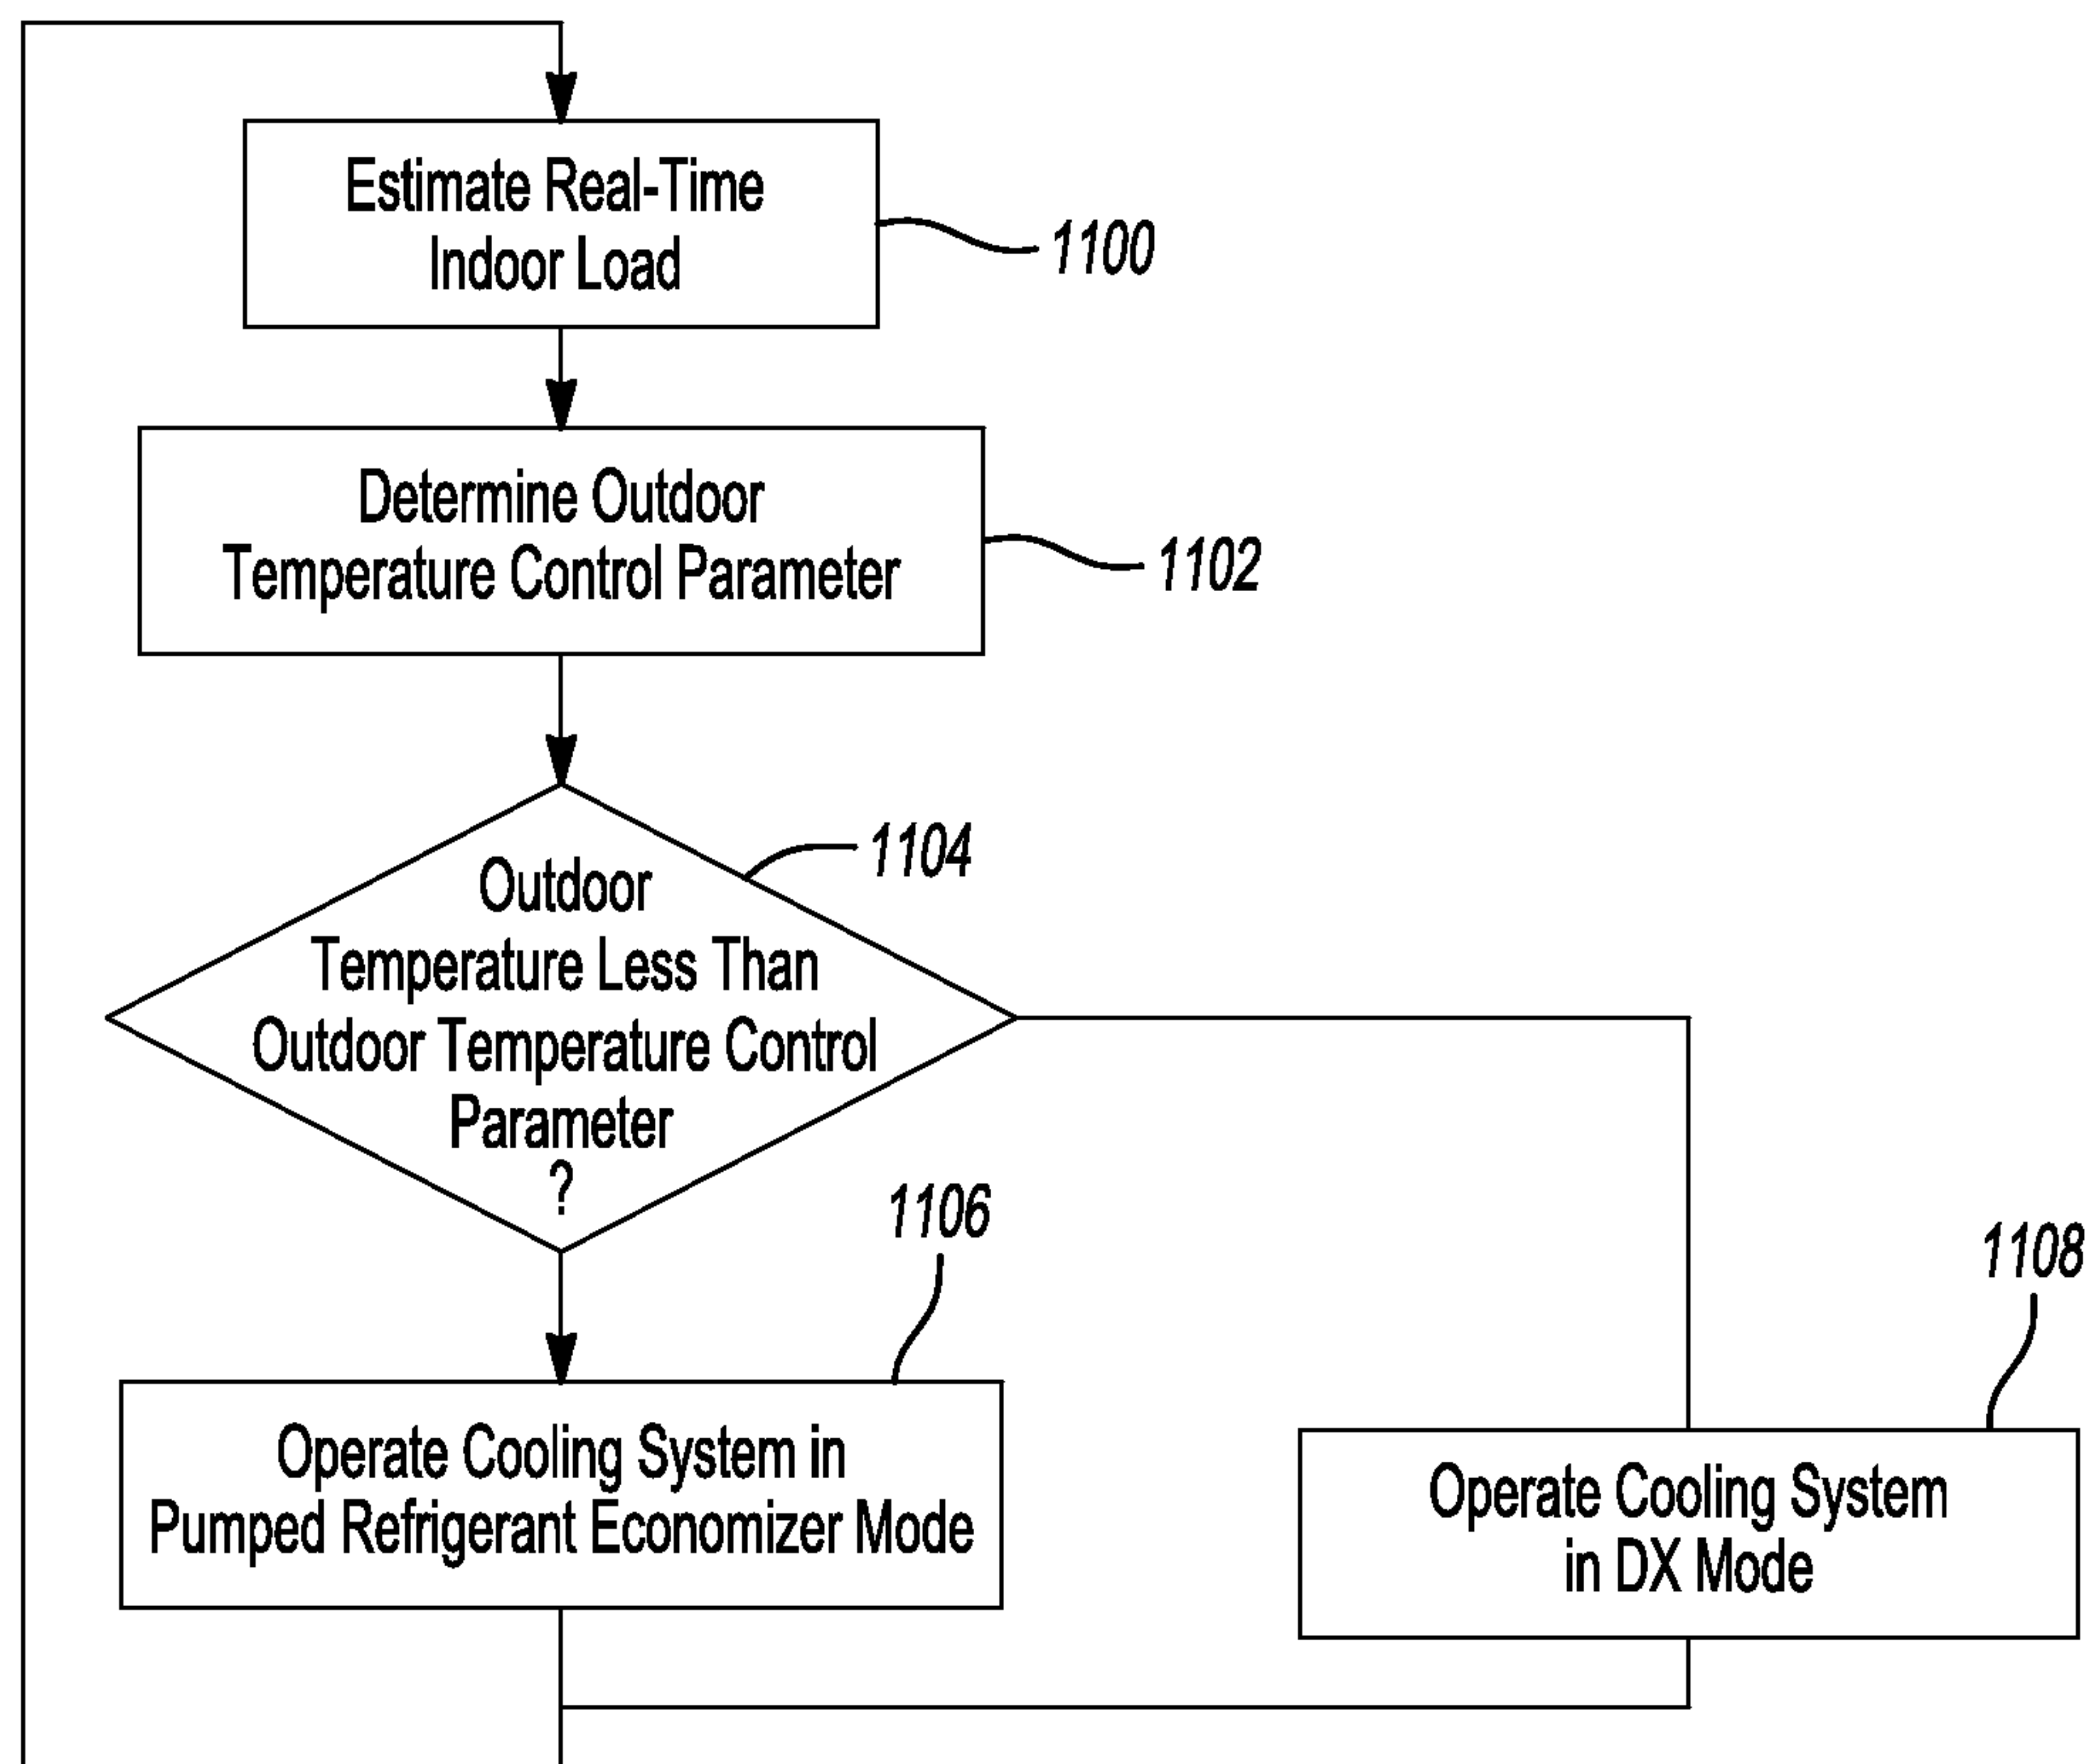 Estimate Real-Time
Indoor Load
1100
Determine Outdoor
Temperature Control Parameter
1102
1104
Outdoor
Temperature Less Than
Outdoor Temperature Control
Parameter
?
1106
Operate Cooling System in
Pumped Refrigerant Economizer Mode
1108
Operate Cooling System
in DX Mode